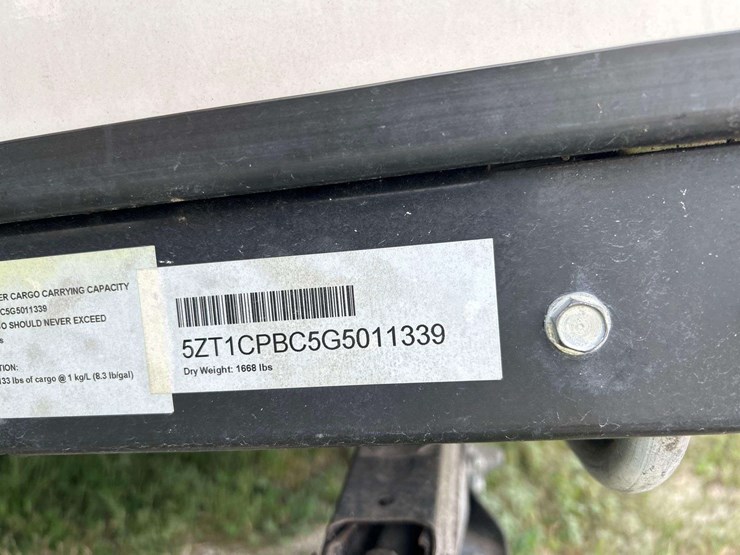 ER CARGO CARRYING CAPACITY
C5G5011339
O SHOULD NEVER EXCEED
s
TION:
133 lbs of cargo @ 1 kg/L (8.3 lb/gal)
5ZT1CPBC5G5011339
Dry Weight: 1668 lbs